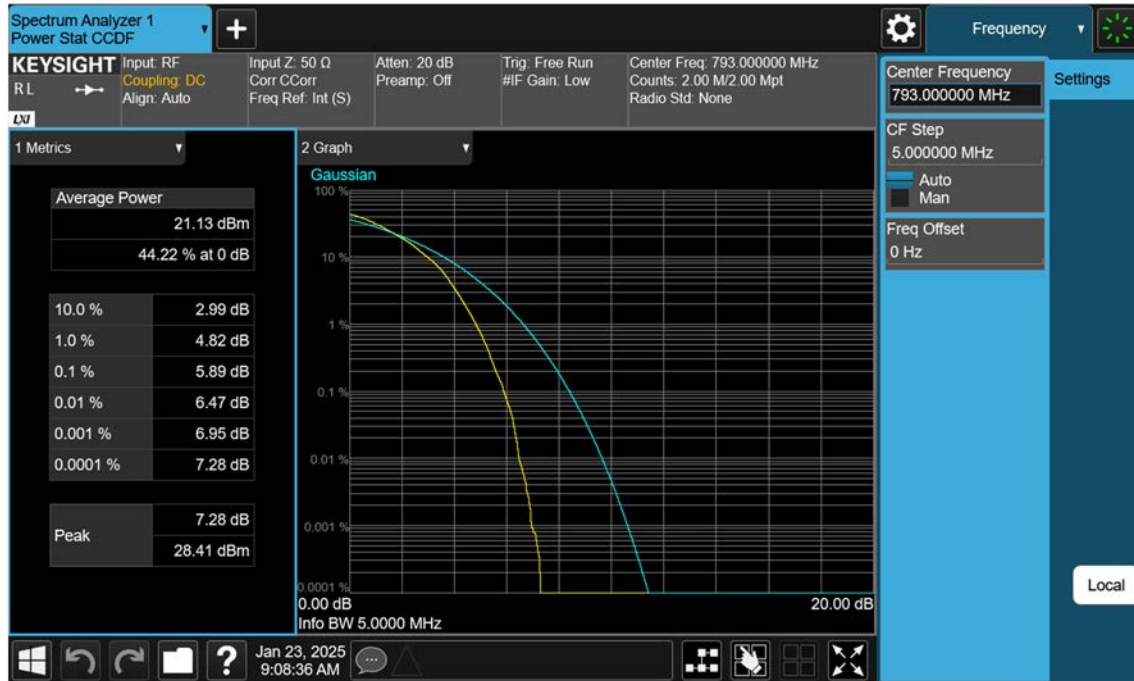 Spectrum Analyzer 1
Power Stat CCDF
+
Frequency
KEYSIGHT
R L
LXI
Input: RF
Coupling: DC
Align: Auto
Input Z: 50 Ω
Corr CCorr
Freq Ref: Int (S)
Atten: 20 dB
Preamp: Off
Trig: Free Run
#IF Gain: Low
Center Freq: 793.000000 MHz
Counts: 2.00 M/2.00 Mpt
Radio Std: None
Center Frequency
793.000000 MHz
Settings
CF Step
5.000000 MHz
Auto
Man
Freq Offset
0 Hz
Local
1 Metrics
Average Power
21.13 dBm
44.22 % at 0 dB
10.0 % 2.99 dB
1.0 % 4.82 dB
0.1 % 5.89 dB
0.01 % 6.47 dB
0.001 % 6.95 dB
0.0001 % 7.28 dB
Peak
7.28 dB
28.41 dBm
2 Graph
Gaussian
100 %
10 %
1 %
0.1 %
0.01 %
0.001 %
0.0001 %
0.00 dB 20.00 dB
Info BW 5.0000 MHz
?
Jan 23, 2025
9:08:36 AM